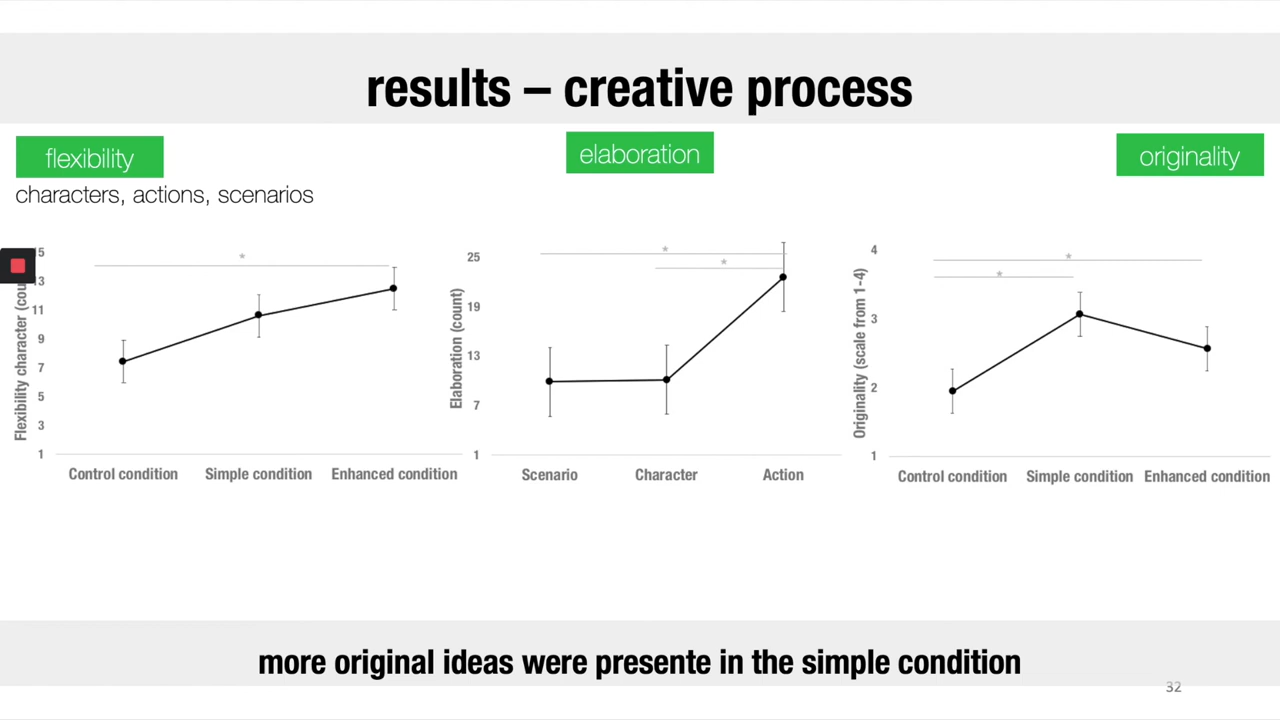 results – creative process
flexibility
characters, actions, scenarios
elaboration
originality
Flexibility character
13
11
9
7
5
3
1
*
Control condition
Simple condition
Enhanced condition
Elaboration (count)
25
19
13
7
1
*
*
Scenario
Character
Action
Originality (scale from 1-4)
4
3
2
1
*
*
Control condition
Simple condition
Enhanced condition
more original ideas were presente in the simple condition
32